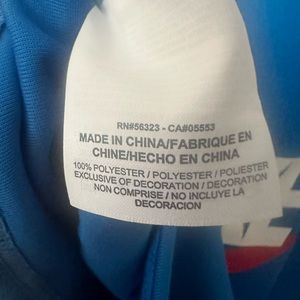 RN#56323 - CA#05553
MADE IN CHINA/FABRIQUE EN
CHINE/HECHO EN CHINA
100% POLYESTER / POLYESTER / POLIESTER
EXCLUSIVE OF DECORATION / DECORATION
NON COMPRISE / NO INCLUYE LA
DECORACION